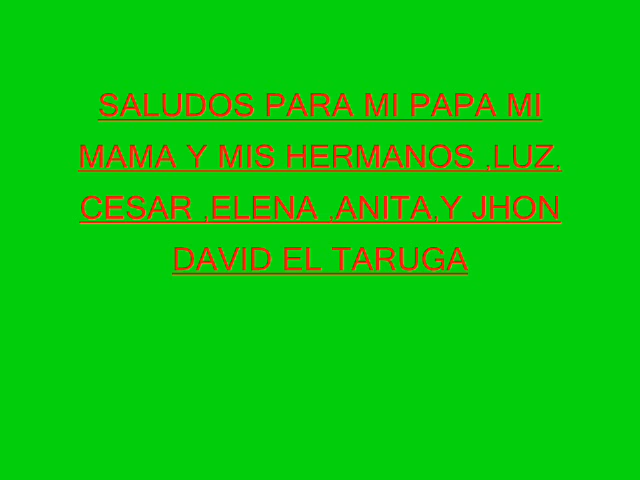 SALUDOS PARA MI PAPA MI
MAMA Y MIS HERMANOS ,LUZ,
CESAR ,ELENA ,ANITA,Y JHON
DAVID EL TARUGA